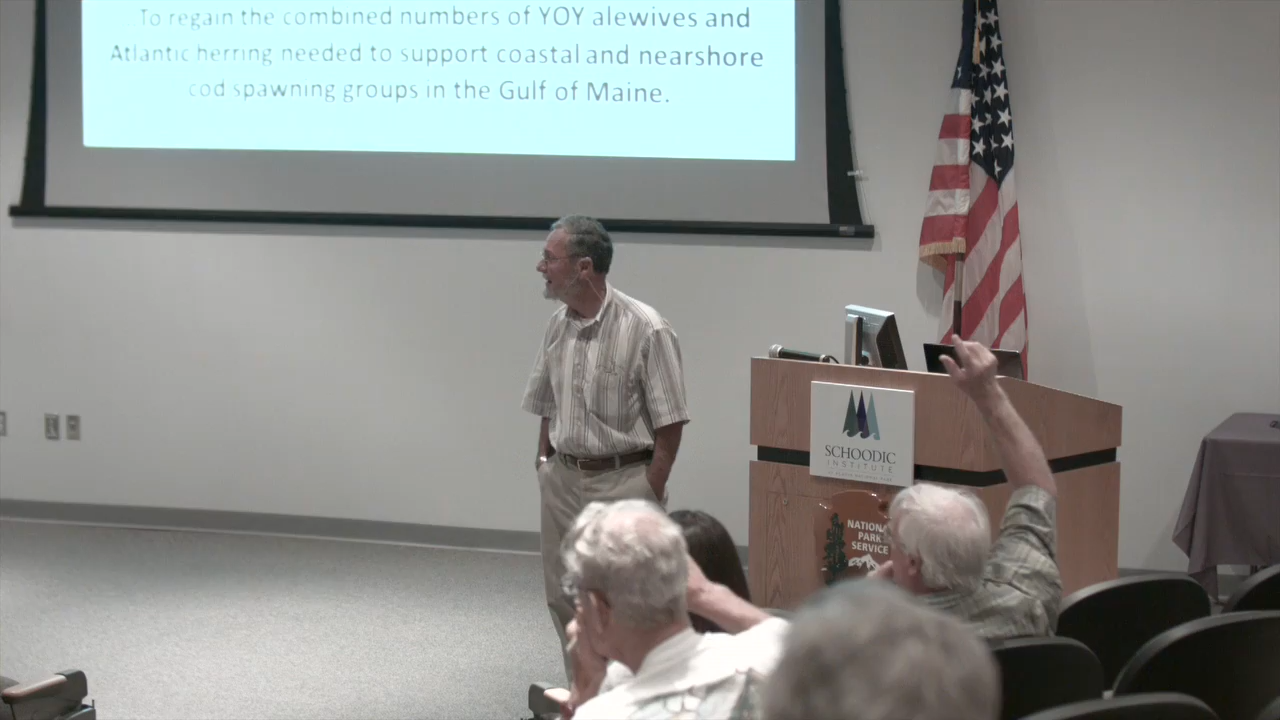 To regain the combined numbers of YOY alewives and
Atlantic herring needed to support coastal and nearshore
cod spawning groups in the Gulf of Maine.
SCHOODIC
INSTITUTE
NATIONAL
PARK
SERVICE